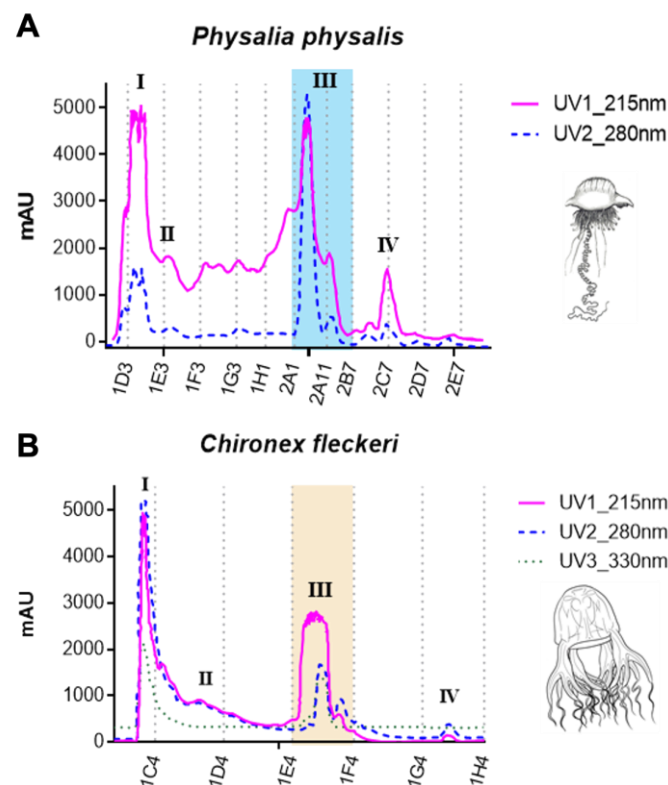 A
Physalia physalis
I
II
III
IV
5000
4000
3000
2000
1000
0
mAU
1D3
1E3
1F3
1G3
1H1
2A1
2A11
2B7
2C7
2D7
2E7
UV1_215nm
UV2_280nm
B
Chironex fleckeri
I
II
III
IV
5000
4000
3000
2000
1000
0
mAU
1C4
1D4
1E4
1F4
1G4
1H4
UV1_215nm
UV2_280nm
UV3_330nm